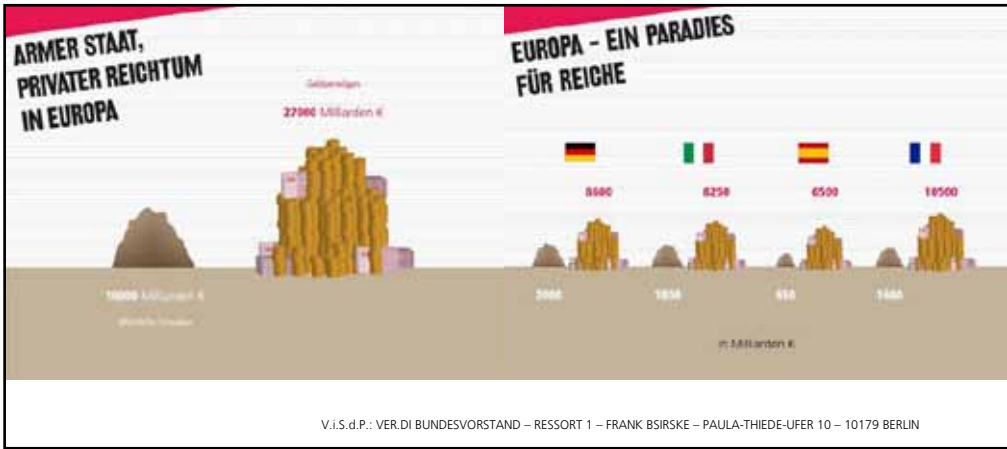 ARMER STAAT,
PRIVATER REICHTUM
IN EUROPA
Geldvermögen
27000 Milliarden €
10000 Milliarden €
EUROPA – EIN PARADIES
FÜR REICHE
8600 8250 6500 10500
2000 1850 1600
in Milliarden €
V.i.S.d.P.: VER.DI BUNDESVORSTAND – RESSORT 1 – FRANK BSIRSKE – PAULA-THIEDE-UFER 10 – 10179 BERLIN